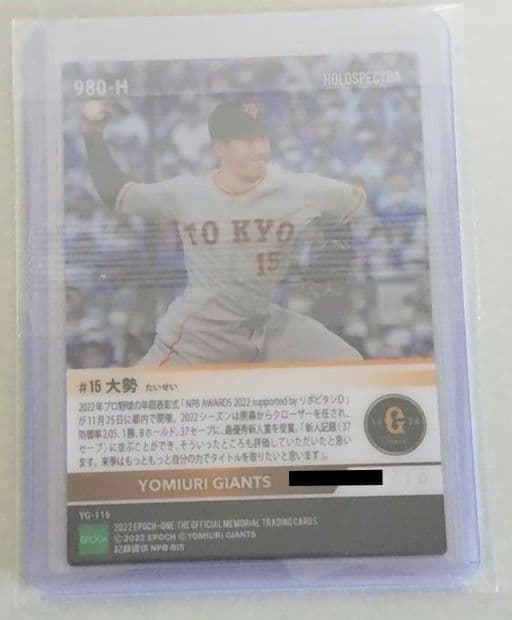 980-H
HOLOSPECTRA
TOKYO
15
#15 大勢 たいせい
2022年プロ野球の年間表彰式「NPB AWARDS 2022 supported by リポビタンD」
が11月25日に都内で開催。2022シーズンは開幕からクローザーを任され、
防御率2.05、1勝、8ホールド、37セーブに、最優秀新人賞を受賞。「新人記録(37
セーブ)に並ぶことができ、そういったところも評価していただいたと思い
ます。来季はもっともっと自分の力でタイトルを取りたいと思います」。
G
YOMIURI GIANTS
/10
YG-116
EPOCH
2022 EPOCH-ONE: THE OFFICIAL MEMORIAL TRADING CARDS
©2022 EPOCH ©YOMIURI GIANTS
記録提供 NPB-BIS